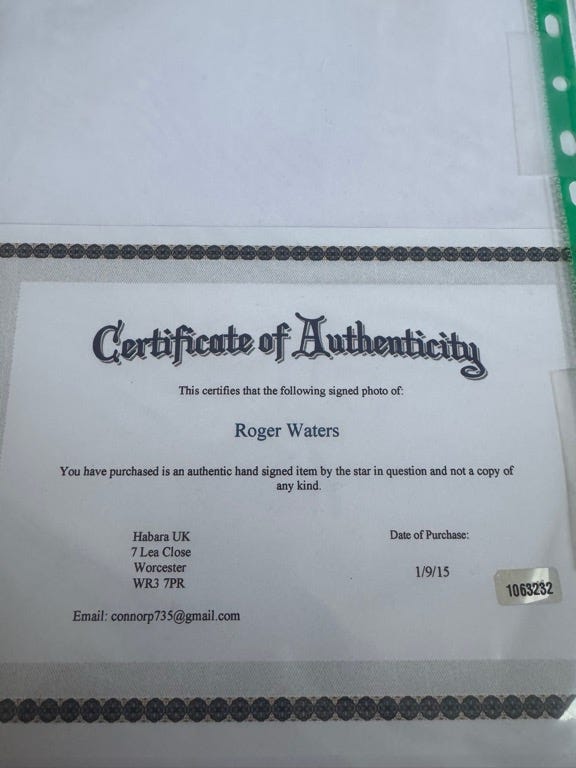 Certificate of Authenticity
This certifies that the following signed photo of:
Roger Waters
You have purchased is an authentic hand signed item by the star in question and not a copy of
any kind.
Habara UK
7 Lea Close
Worcester
WR3 7PR
Email: connorp735@gmail.com
Date of Purchase:
1/9/15
1063232